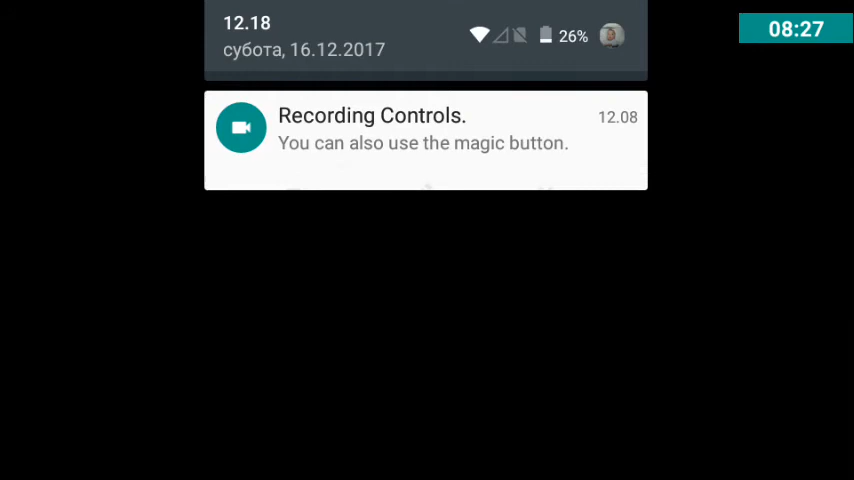 12.18
субота, 16.12.2017
26%
08:27
Recording Controls.
12.08
You can also use the magic button.